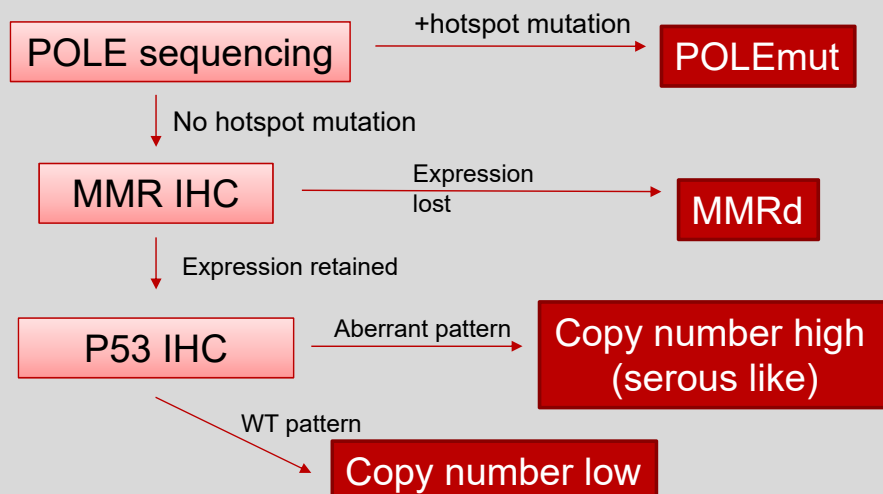 POLE sequencing
+hotspot mutation
POLEmut
No hotspot mutation
MMR IHC
Expression
lost
MMRd
Expression retained
P53 IHC
Aberrant pattern
Copy number high
(serous like)
WT pattern
Copy number low